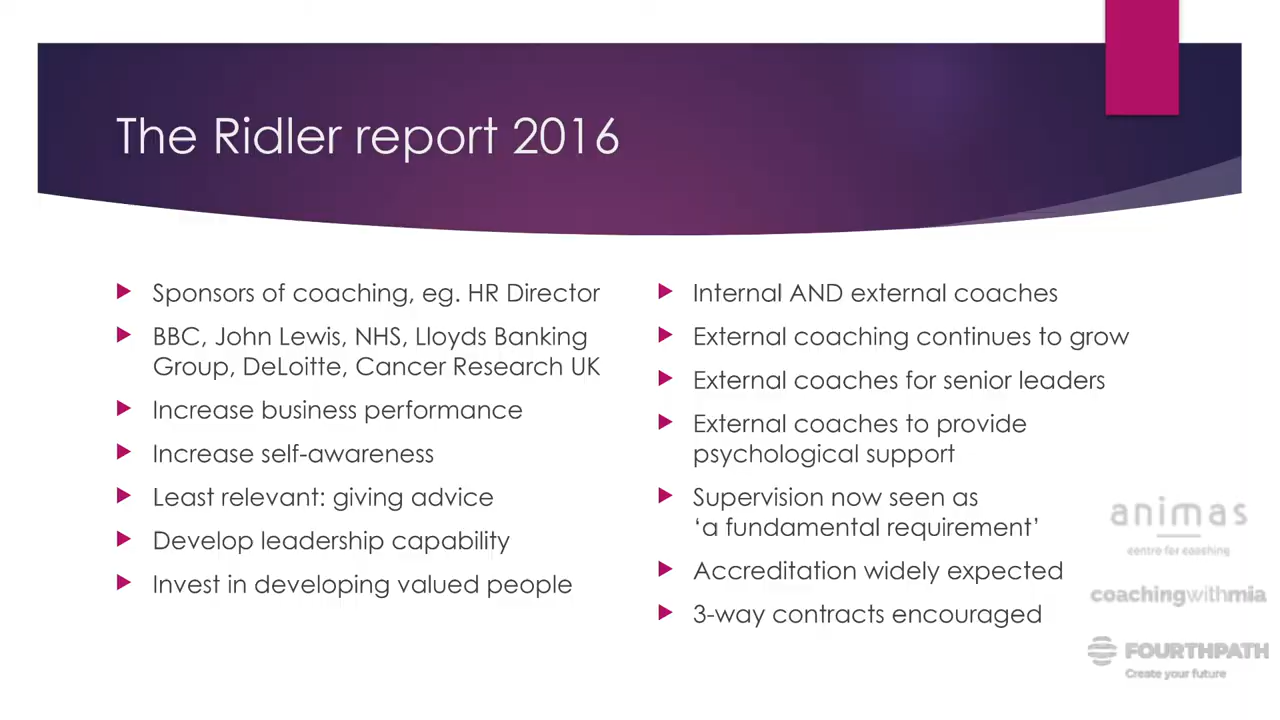 The Ridler report 2016
Sponsors of coaching, eg. HR Director
BBC, John Lewis, NHS, Lloyds Banking
Group, DeLoitte, Cancer Research UK
Increase business performance
Increase self-awareness
Least relevant: giving advice
Develop leadership capability
Invest in developing valued people
Internal AND external coaches
External coaching continues to grow
External coaches for senior leaders
External coaches to provide
psychological support
Supervision now seen as
‘a fundamental requirement’
Accreditation widely expected
3-way contracts encouraged
animas
centre for coaching
coachingwithmia
FOURTHPATH
Create your future